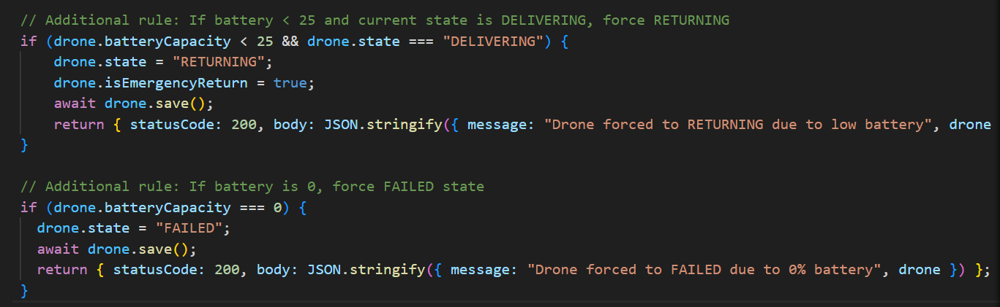 // Additional rule: If battery < 25 and current state is DELIVERING, force RETURNING
if (drone.batteryCapacity < 25 && drone.state === "DELIVERING") {
    drone.state = "RETURNING";
    drone.isEmergencyReturn = true;
    await drone.save();
    return { statusCode: 200, body: JSON.stringify({ message: "Drone forced to RETURNING due to low battery", drone
}
// Additional rule: If battery is 0, force FAILED state
if (drone.batteryCapacity === 0) {
  drone.state = "FAILED";
  await drone.save();
  return { statusCode: 200, body: JSON.stringify({ message: "Drone forced to FAILED due to 0% battery", drone }) };
}